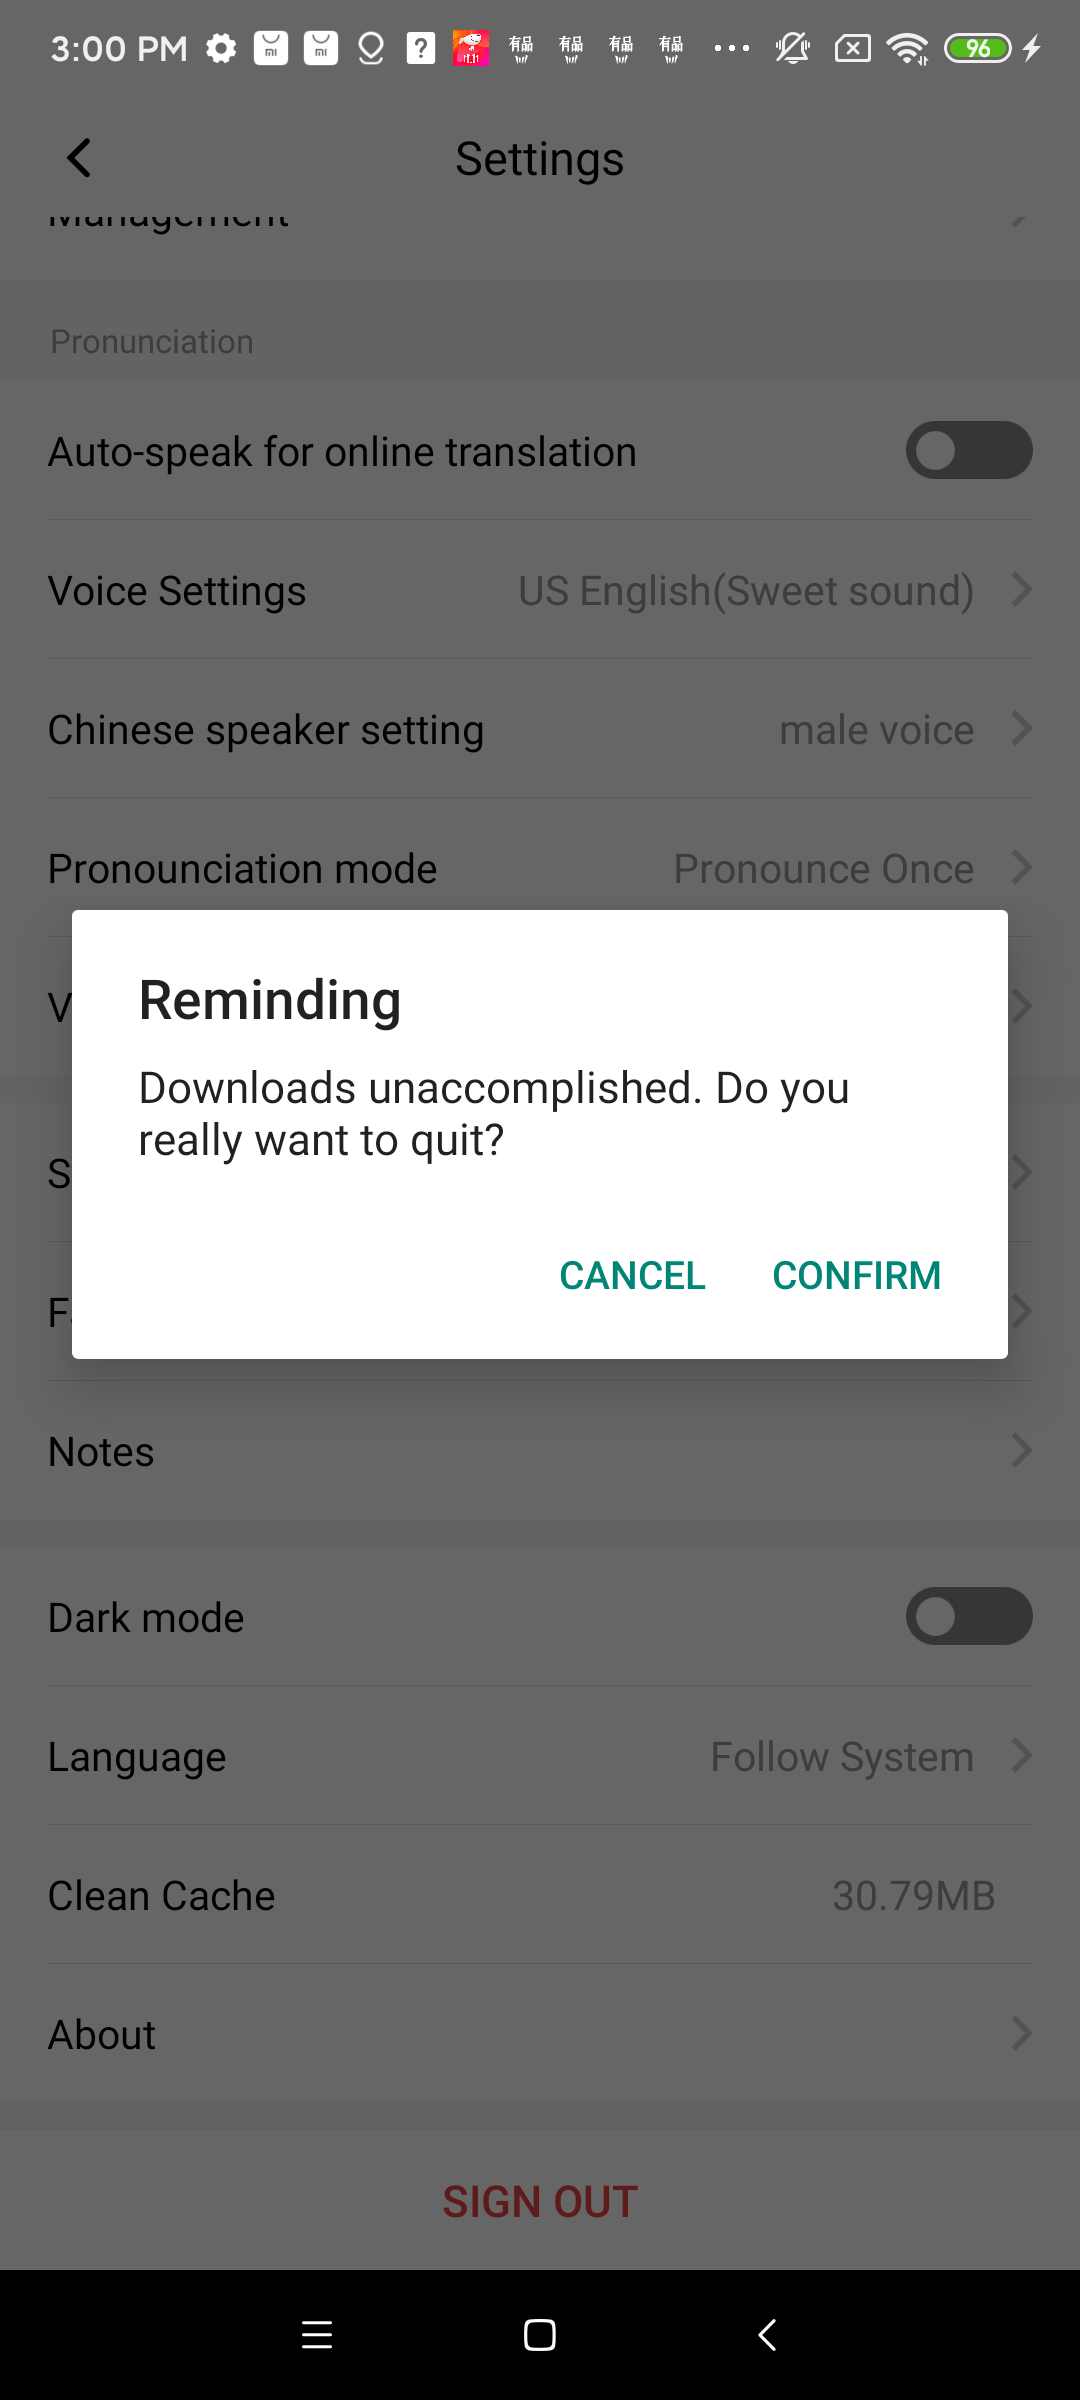 3:00 PM
96
Settings
Management
Pronunciation
Auto-speak for online translation
Voice Settings
US English(Sweet sound)
Chinese speaker setting
male voice
Pronounciation mode
Pronounce Once
Reminding
Downloads unaccomplished. Do you
really want to quit?
CANCEL
CONFIRM
Notes
Dark mode
Language
Follow System
Clean Cache
30.79MB
About
SIGN OUT